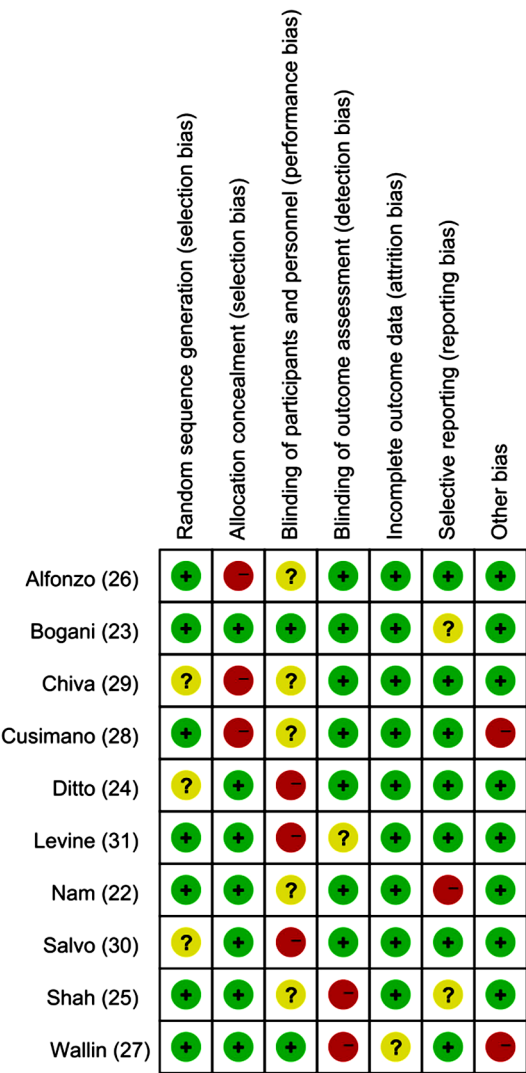 Random sequence generation (selection bias)
Allocation concealment (selection bias)
Blinding of participants and personnel (performance bias)
Blinding of outcome assessment (detection bias)
Incomplete outcome data (attrition bias)
Selective reporting (reporting bias)
Other bias
Alfonzo (26) + - ? + + + +
Bogani (23) + + + + + ? +
Chiva (29) ? - ? + + + +
Cusimano (28) + - ? + + + -
Ditto (24) ? + - + + + +
Levine (31) + + - ? + + +
Nam (22) + + ? + + - +
Salvo (30) ? + - + + + +
Shah (25) + + ? - + ? +
Wallin (27) + + + - ? + -